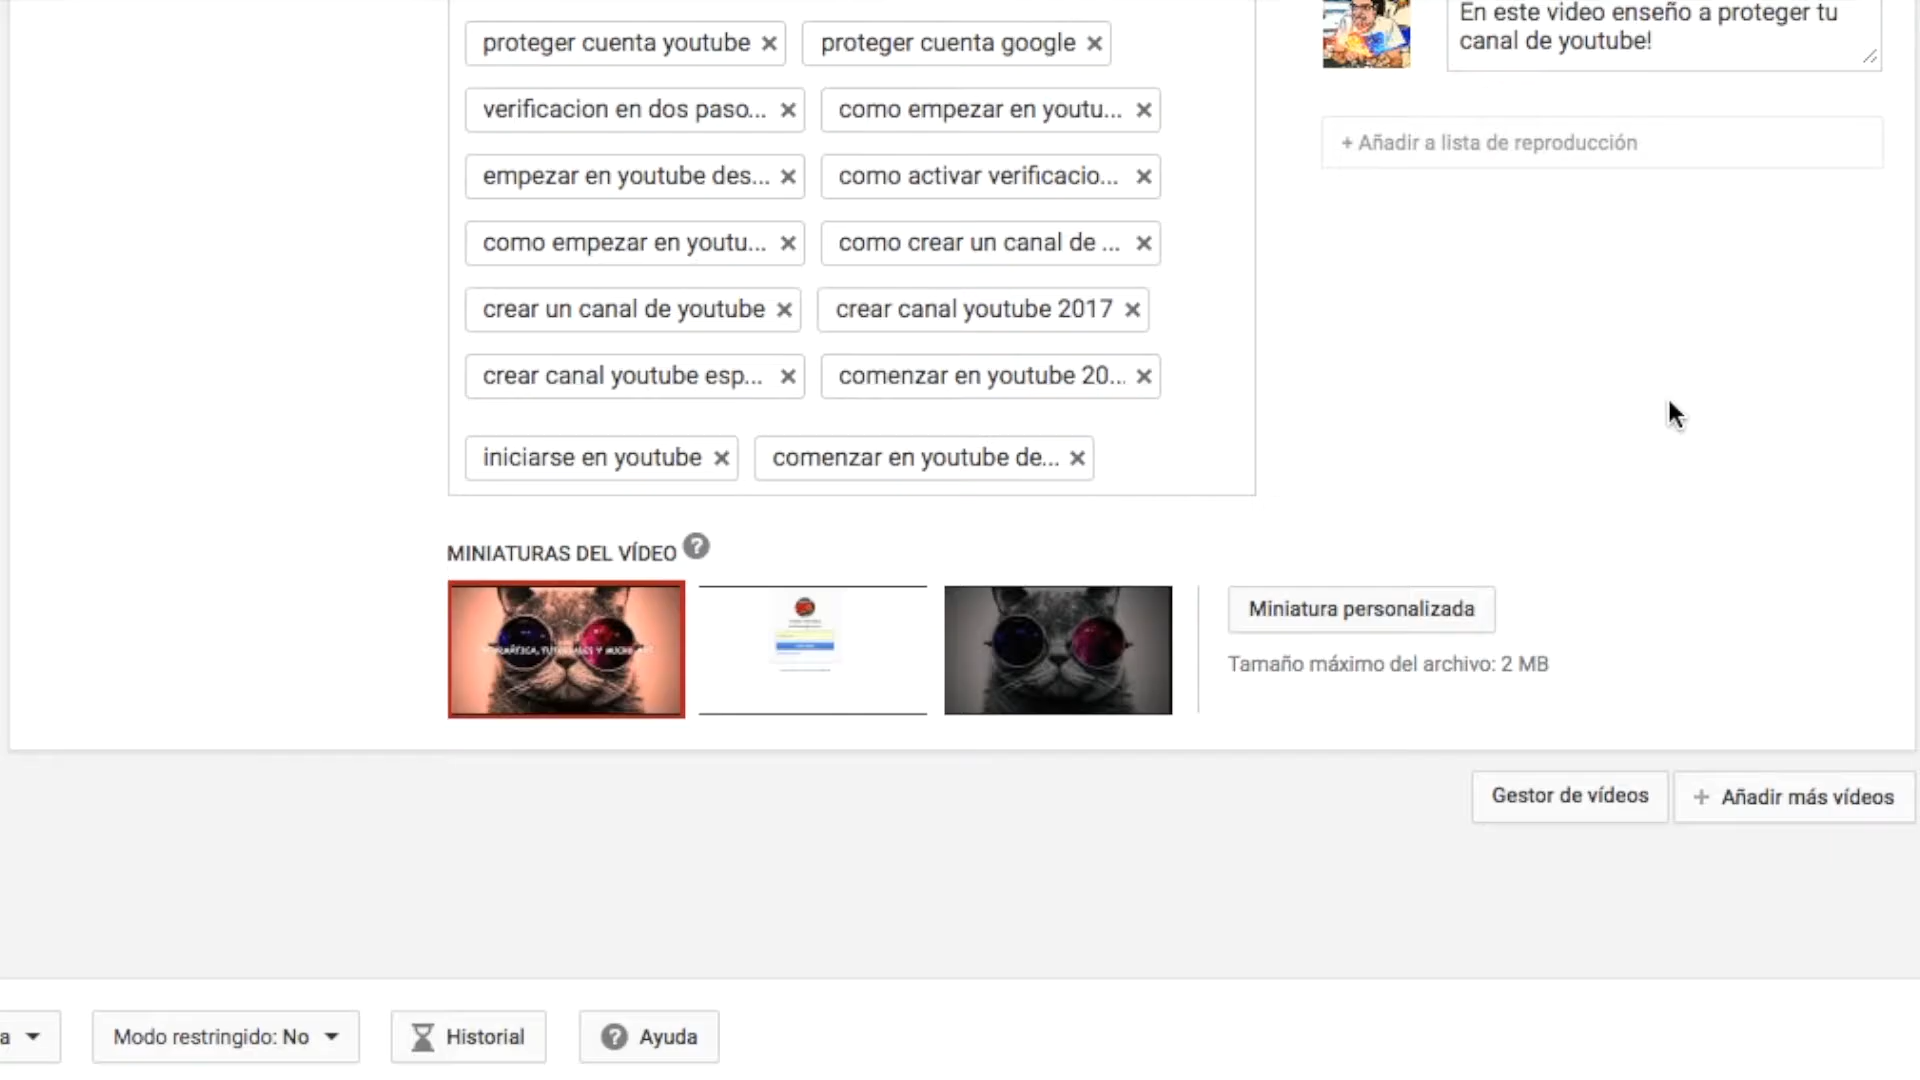 proteger cuenta youtube ×
proteger cuenta google ×
verificacion en dos paso... ×
como empezar en youtu... ×
empezar en youtube des... ×
como activar verificacio... ×
como empezar en youtu... ×
como crear un canal de ... ×
crear un canal de youtube ×
crear canal youtube 2017 ×
crear canal youtube esp... ×
comenzar en youtube 20... ×
iniciarse en youtube ×
comenzar en youtube de... ×
En este video enseño a proteger tu
canal de youtube!
+ Añadir a lista de reproducción
MINIATURAS DEL VÍDEO ?
Miniatura personalizada
Tamaño máximo del archivo: 2 MB
Gestor de vídeos
+ Añadir más vídeos
a
Modo restringido: No
Historial
? Ayuda